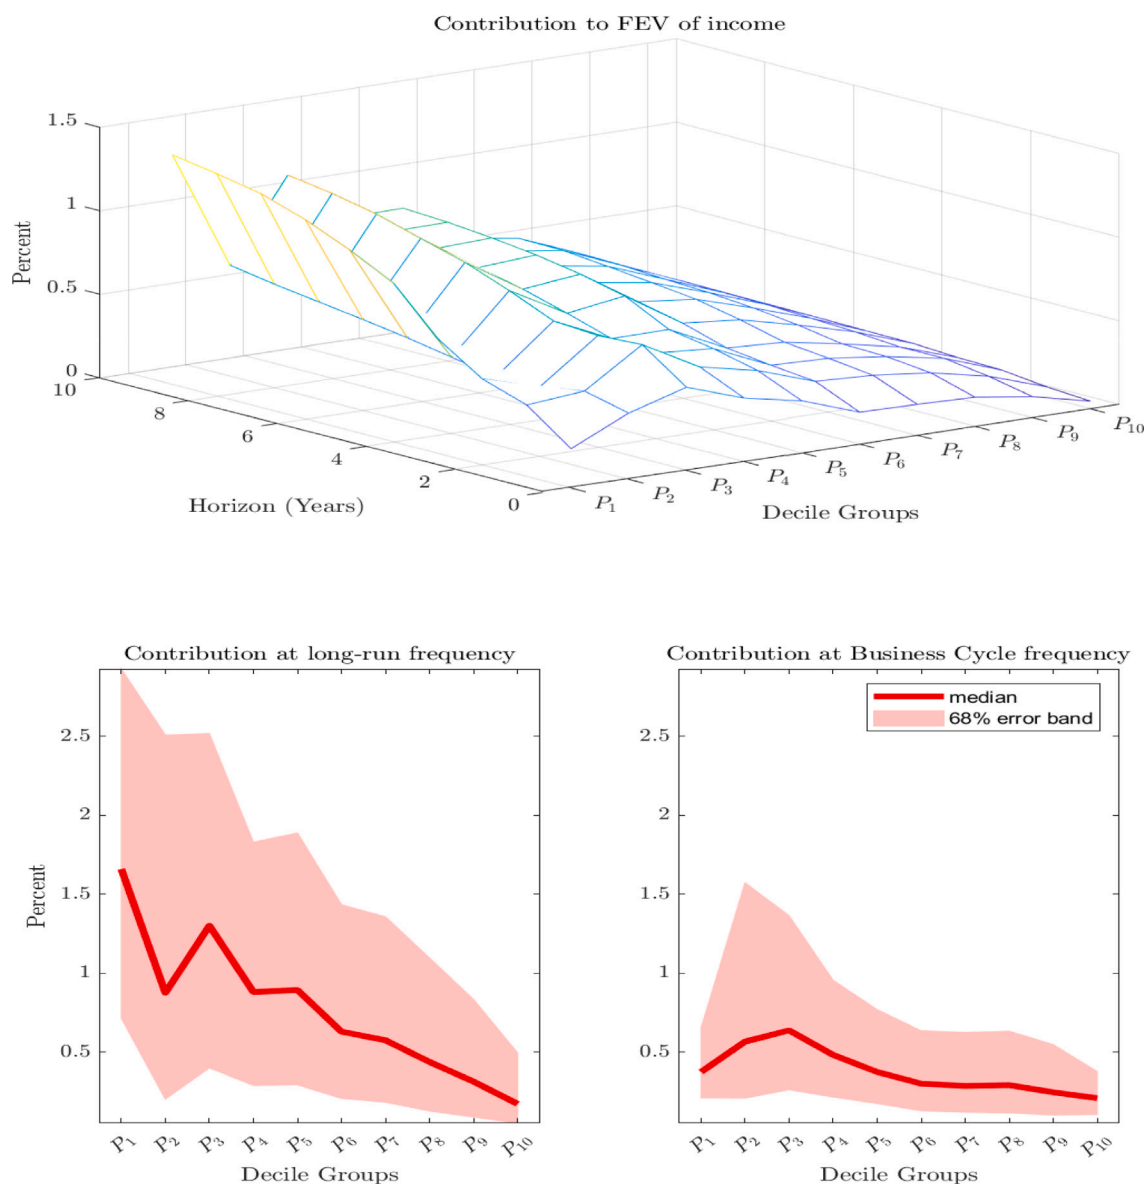 Contribution to FEV of income
1.5
1
0.5
0
Percent
10
8
6
4
2
0
Horizon (Years)
P1
P2
P3
P4
P5
P6
P7
P8
P9
P10
Decile Groups
Contribution at long-run frequency
2.5
2
1.5
1
0.5
Percent
P1 P2 P3 P4 P5 P6 P7 P8 P9 P10
Decile Groups
Contribution at Business Cycle frequency
median
68% error band
2.5
2
1.5
1
0.5
P1 P2 P3 P4 P5 P6 P7 P8 P9 P10
Decile Groups